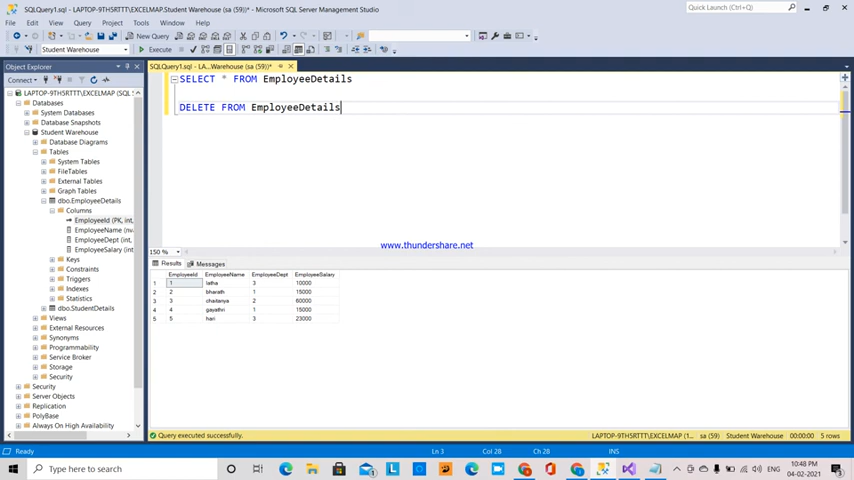 SQLQuery1.sql - LAPTOP-9TH5RTTT\EXCELMAP.Student Warehouse (sa (59))* - Microsoft SQL Server Management Studio
Quick Launch (Ctrl+Q)
File Edit View Query Project Tools Window Help
New Query
Student Warehouse
Execute
Object Explorer
SQLQuery1.sql - LA...Warehouse (sa (59))*
Connect
SELECT * FROM EmployeeDetails
DELETE FROM EmployeeDetails
LAPTOP-9TH5RTTT\EXCELMAP (SQL S
Databases
System Databases
Student Warehouse
Database Diagrams
Tables
System Tables
FileTables
External Tables
Graph Tables
dbo.EmployeeDetails
Columns
EmployeeId (PK, int,
EmployeeName (nv
EmployeeDept (int,
EmployeeSalary (int
Keys
Constraints
Triggers
Indexes
Statistics
dbo.StudentDetails
Views
External Resources
Synonyms
Programmability
Service Broker
Storage
Security
Security
Server Objects
Replication
PolyBase
Always On High Availability
www.thundershare.net
150 %
Results Messages
EmployeeId EmployeeName EmployeeDept EmployeeSalary
1 1 latha 3 10000
2 2 bharath 1 15000
3 3 chaitanya 2 60000
4 4 gayathri 1 15000
5 5 hari 3 23000
Query executed successfully.
LAPTOP-9TH5RTTT\EXCELMAP (1... sa (59) Student Warehouse 00:00:00 5 rows
Ready
Ln 3 Col 28 Ch 28 INS
Type here to search
ENG
10:48 PM
04-02-2021